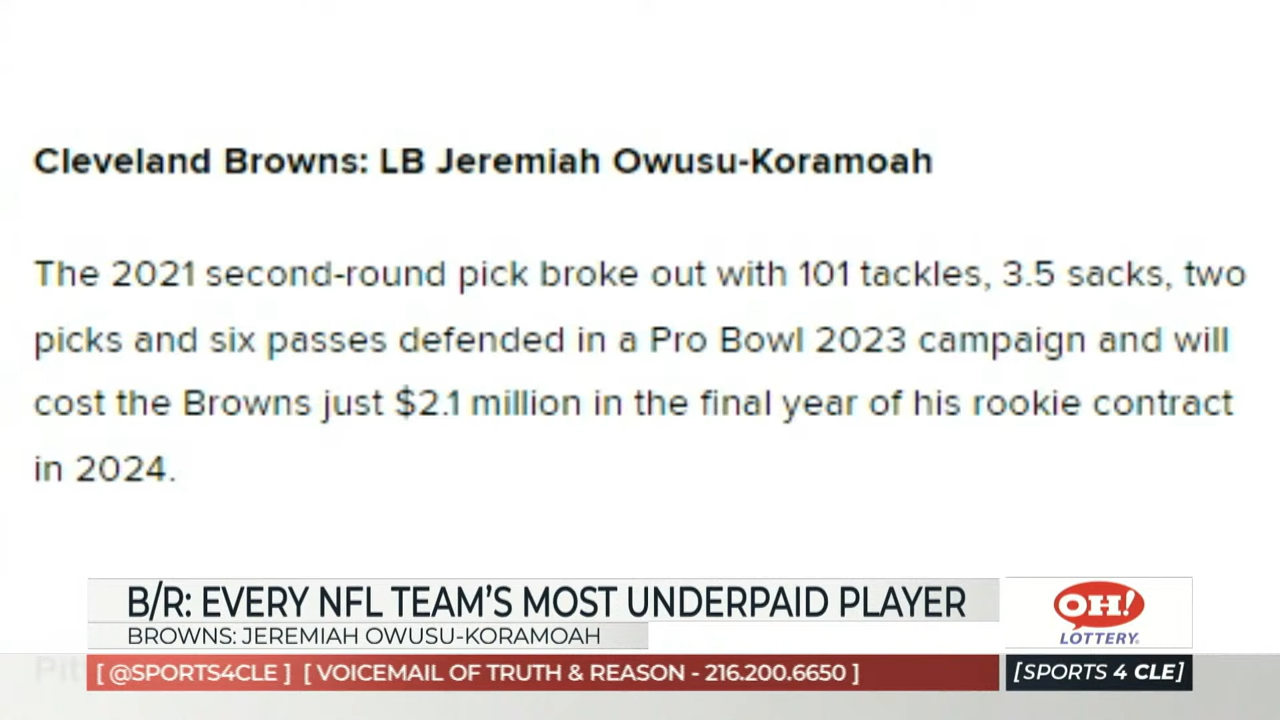 Cleveland Browns: LB Jeremiah Owusu-Koramoah
The 2021 second-round pick broke out with 101 tackles, 3.5 sacks, two
picks and six passes defended in a Pro Bowl 2023 campaign and will
cost the Browns just $2.1 million in the final year of his rookie contract
in 2024.
B/R: EVERY NFL TEAM'S MOST UNDERPAID PLAYER
BROWNS: JEREMIAH OWUSU-KORAMOAH
OH!
LOTTERY.
[ @SPORTS4CLE ] [ VOICEMAIL OF TRUTH & REASON - 216.200.6650 ]
[SPORTS 4 CLE]